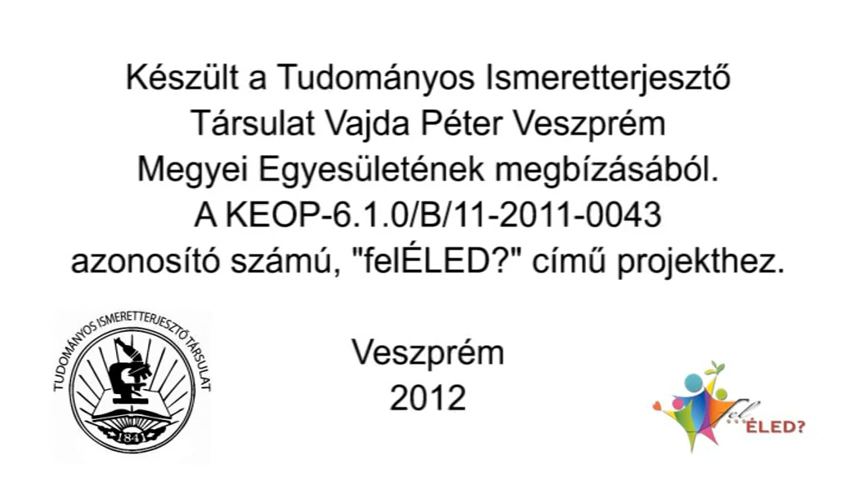 Készült a Tudományos Ismeretterjesztő
Társulat Vajda Péter Veszprém
Megyei Egyesületének megbízásából.
A KEOP-6.1.0/B/11-2011-0043
azonosító számú, "felÉLED?" című projekthez.
Veszprém
2012
TUDOMÁNYOS ISMERETTERJESZTŐ TÁRSULAT
1841
fel
ÉLED?